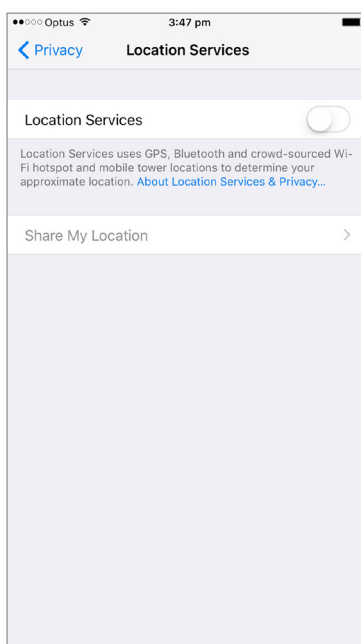 Optus 3:47 pm
Privacy Location Services
Location Services
Location Services uses GPS, Bluetooth and crowd-sourced Wi-
Fi hotspot and mobile tower locations to determine your
approximate location. About Location Services & Privacy...
Share My Location